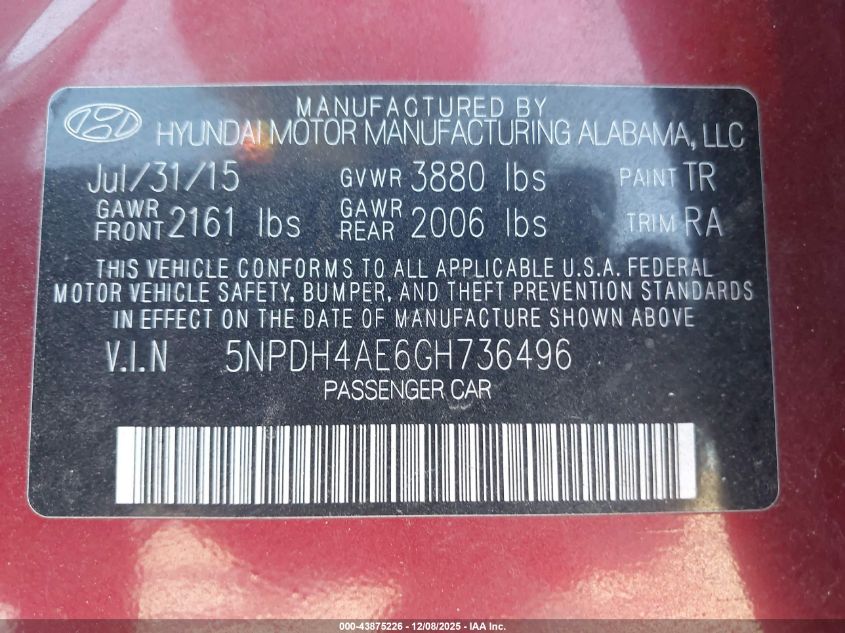 MANUFACTURED BY
HYUNDAI MOTOR MANUFACTURING ALABAMA, LLC
Jul/31/15 GVWR 3880 lbs PAINT TR
GAWR FRONT 2161 lbs GAWR REAR 2006 lbs TRIM RA
THIS VEHICLE CONFORMS TO ALL APPLICABLE U.S.A. FEDERAL
MOTOR VEHICLE SAFETY, BUMPER, AND THEFT PREVENTION STANDARDS
IN EFFECT ON THE DATE OF MANUFACTURE SHOWN ABOVE
V.I.N 5NPDH4AE6GH736496
PASSENGER CAR
000-43875226 - 12/08/2025 - IAA Inc.